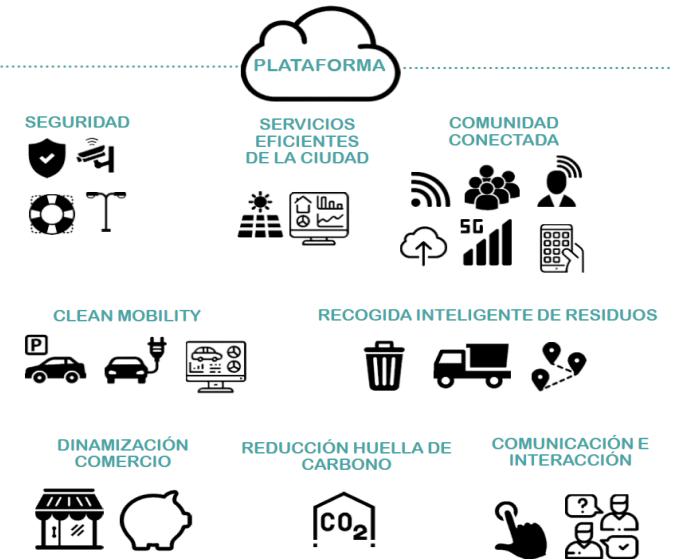 PLATAFORMA
SEGURIDAD
SERVICIOS
EFICIENTES
DE LA CIUDAD
COMUNIDAD
CONECTADA
5G
CLEAN MOBILITY
P
RECOGIDA INTELIGENTE DE RESIDUOS
DINAMIZACIÓN
COMERCIO
REDUCCIÓN HUELLA DE
CARBONO
CO₂
COMUNICACIÓN E
INTERACCIÓN
?